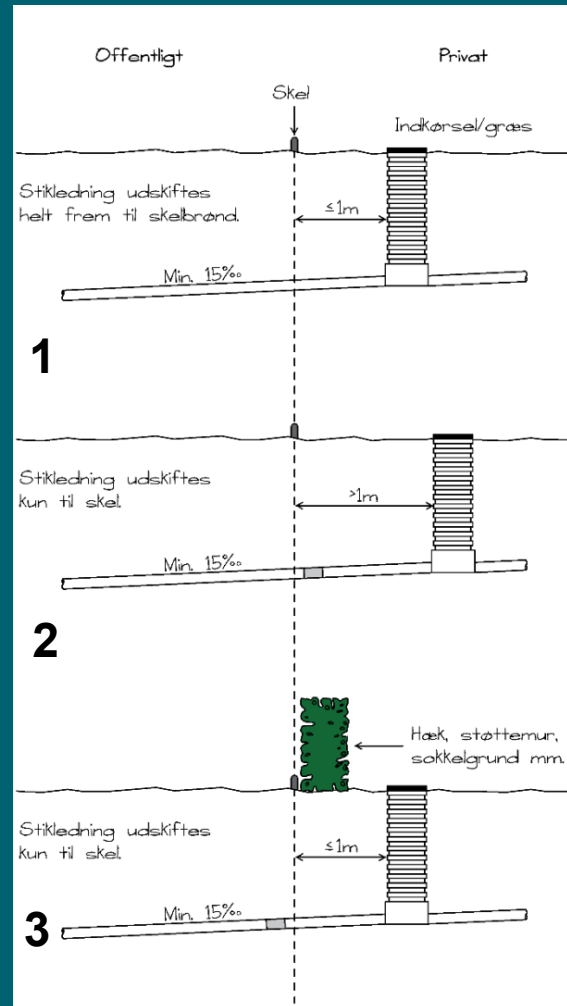 Offentligt
Privat
Skel
Indkørsel/græs
Stikledning udskiftes
helt frem til skelbrønd.
≤1m
Min. 15‰
1
Stikledning udskiftes
kun til skel.
>1m
Min. 15‰
2
Hæk, støttemur,
sokkelgrund mm.
Stikledning udskiftes
kun til skel.
≤1m
Min. 15‰
3